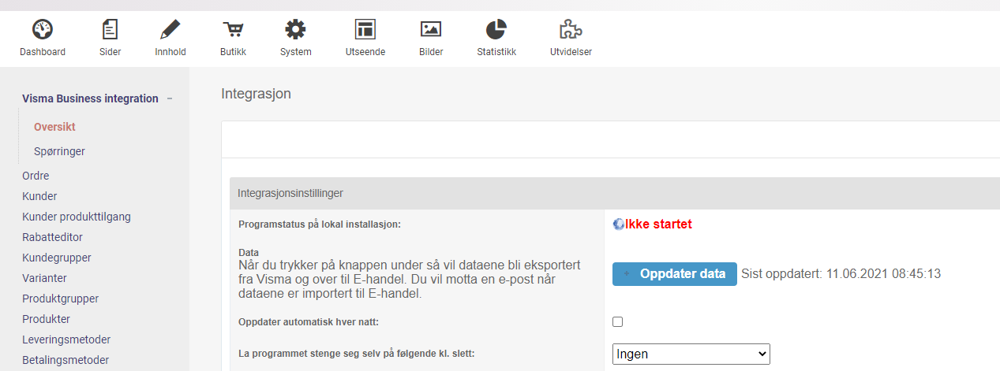 Dashboard Sider Innhold Butikk System Utseende Bilder Statistikk Utvidelser
Visma Business integration −
Oversikt
Spørringer
Ordre
Kunder
Kunder produkttilgang
Rabatteditor
Kundegrupper
Varianter
Produktgrupper
Produkter
Leveringsmetoder
Betalingsmetoder
Integrasjon
Integrasjonsinstillinger
Programstatus på lokal installasjon: Ikke startet
Data
Når du trykker på knappen under så vil dataene bli eksportert
fra Visma og over til E-handel. Du vil motta en e-post når
dataene er importert til E-handel.
+ Oppdater data Sist oppdatert: 11.06.2021 08:45:13
Oppdater automatisk hver natt:
La programmet stenge seg selv på følgende kl. slett: Ingen